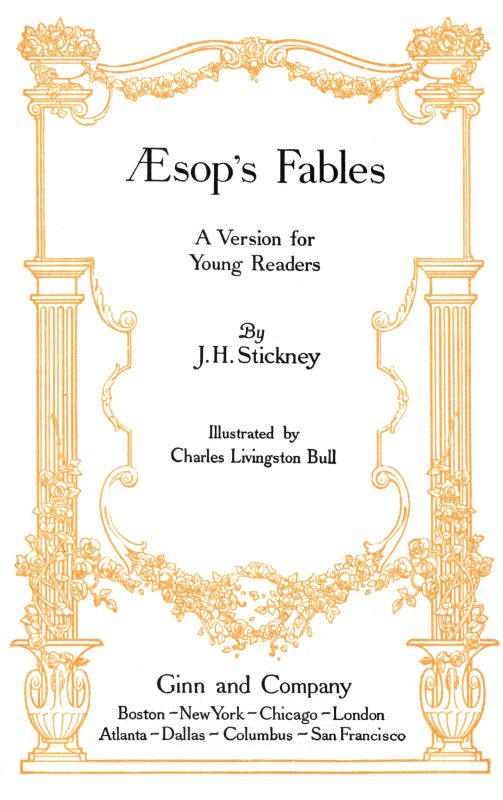 Æsop's Fables
A Version for
Young Readers
By
J.H. Stickney
Illustrated by
Charles Livingston Bull
Ginn and Company
Boston ~ New York ~ Chicago ~ London
Atlanta ~ Dallas ~ Columbus ~ San Francisco